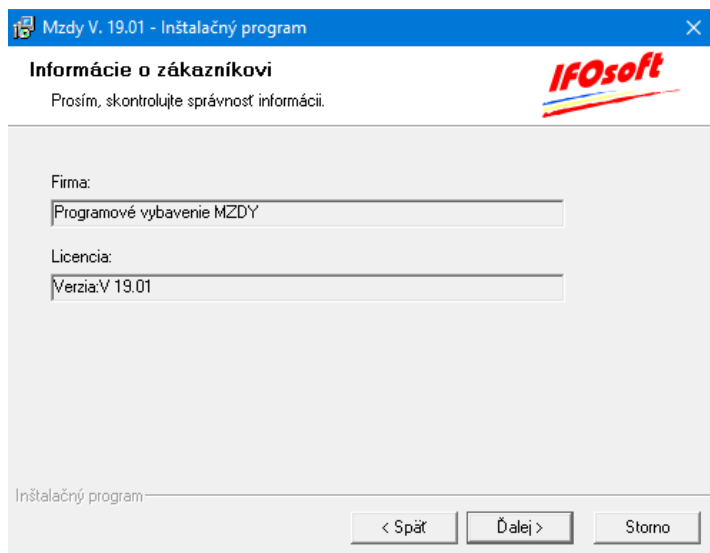 Mzdy V. 19.01 - Inštalačný program
Informácie o zákazníkovi
Prosím, skontrolujte správnosť informácii.
IFOsoft
Firma:
Programové vybavenie MZDY
Licencia:
Verzia:V 19.01
Inštalačný program
< Späť
Ďalej >
Storno